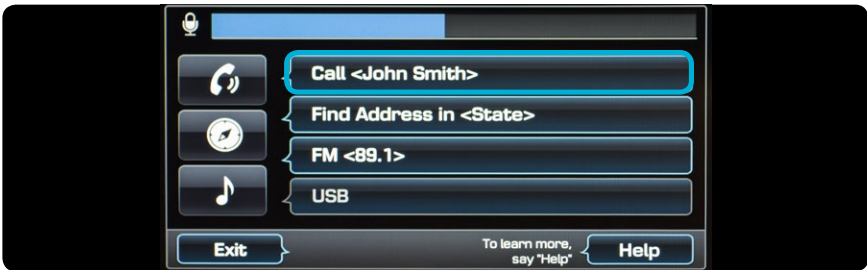 Call <John Smith>
Find Address in <State>
FM <89.1>
USB
Exit
To learn more,
say "Help"
Help